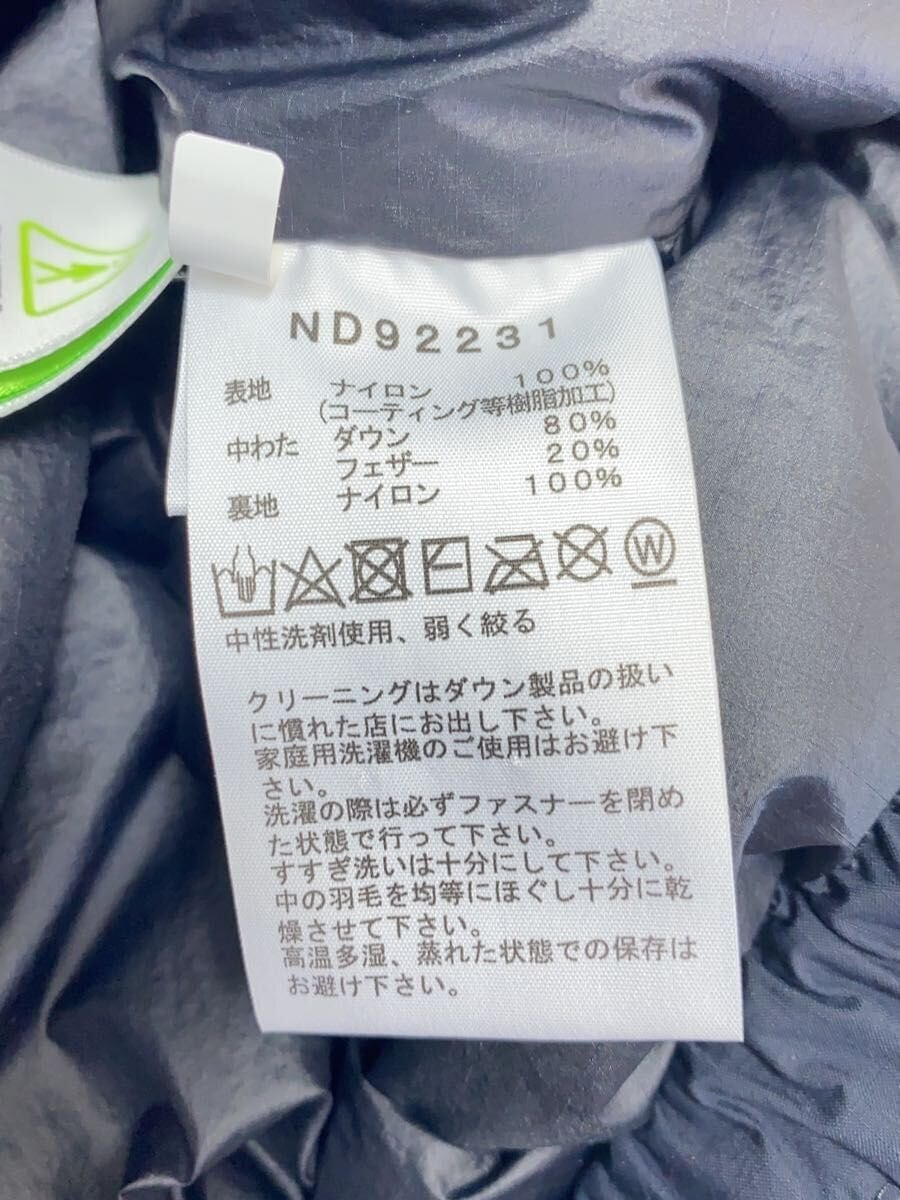 ND92231
表地 ナイロン 100%
(コーティング等樹脂加工)
中わた ダウン 80%
フェザー 20%
裏地 ナイロン 100%
W
中性洗剤使用、弱く絞る
クリーニングはダウン製品の扱い
に慣れた店にお出し下さい。
家庭用洗濯機のご使用はお避け下
さい。
洗濯の際は必ずファスナーを閉め
た状態で行って下さい。
すすぎ洗いは十分にして下さい。
中の羽毛を均等にほぐし十分に乾
燥させて下さい。
高温多湿、蒸れた状態での保存は
お避け下さい。